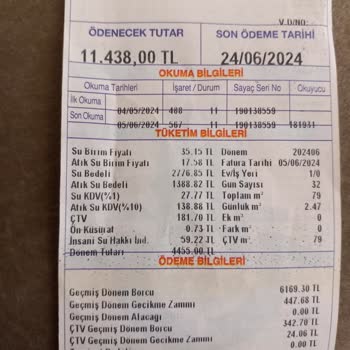 V.D/NO:
ÖDENECEK TUTAR SON ÖDEME TARİHİ
11.438,00 TL 24/06/2024
OKUMA BİLGİLERİ
Okuma Tarihleri İşaret / Durum Sayaç Seri No Okuyucu
İlk Okuma 04/05/2024 488 11 190138559
Son Okuma 05/06/2024 567 11 190138559 181931
TÜKETİM BİLGİLERİ
Su Birim Fiyatı 35.15 TL Dönem 202406
Atık Su Birim Fiyatı 17.58 TL Fatura Tarihi 05/06/2024
Su Bedeli 2776.85 TL Ev/İş Yeri 1/0
Atık Su Bedeli 1388.82 TL Gün Sayısı 32
Su KDV(%1) 27.77 TL Toplam m³ 79
Atık Su KDV(%10) 138.88 TL Günlük m³ 2.47
ÇTV 181.70 TL Ek m³ 0
Ön Küsürat 0.73 TL Fark m³ 0
İnsani Su Hakkı İnd. 59.22 TL ÇTV m³ 79
Dönem Tutarı 4455.00 TL
ÖDEME BİLGİLERİ
Geçmiş Dönem Borcu 6169.30 TL
Geçmiş Dönem Gecikme Zammı 447.68 TL
Geçmiş Dönem Alacağı 0.00 TL
ÇTV Geçmiş Dönem Borcu 342.70 TL
ÇTV Geçmiş Dönem Gecikme Zammı 24.06 TL
0.00 TL